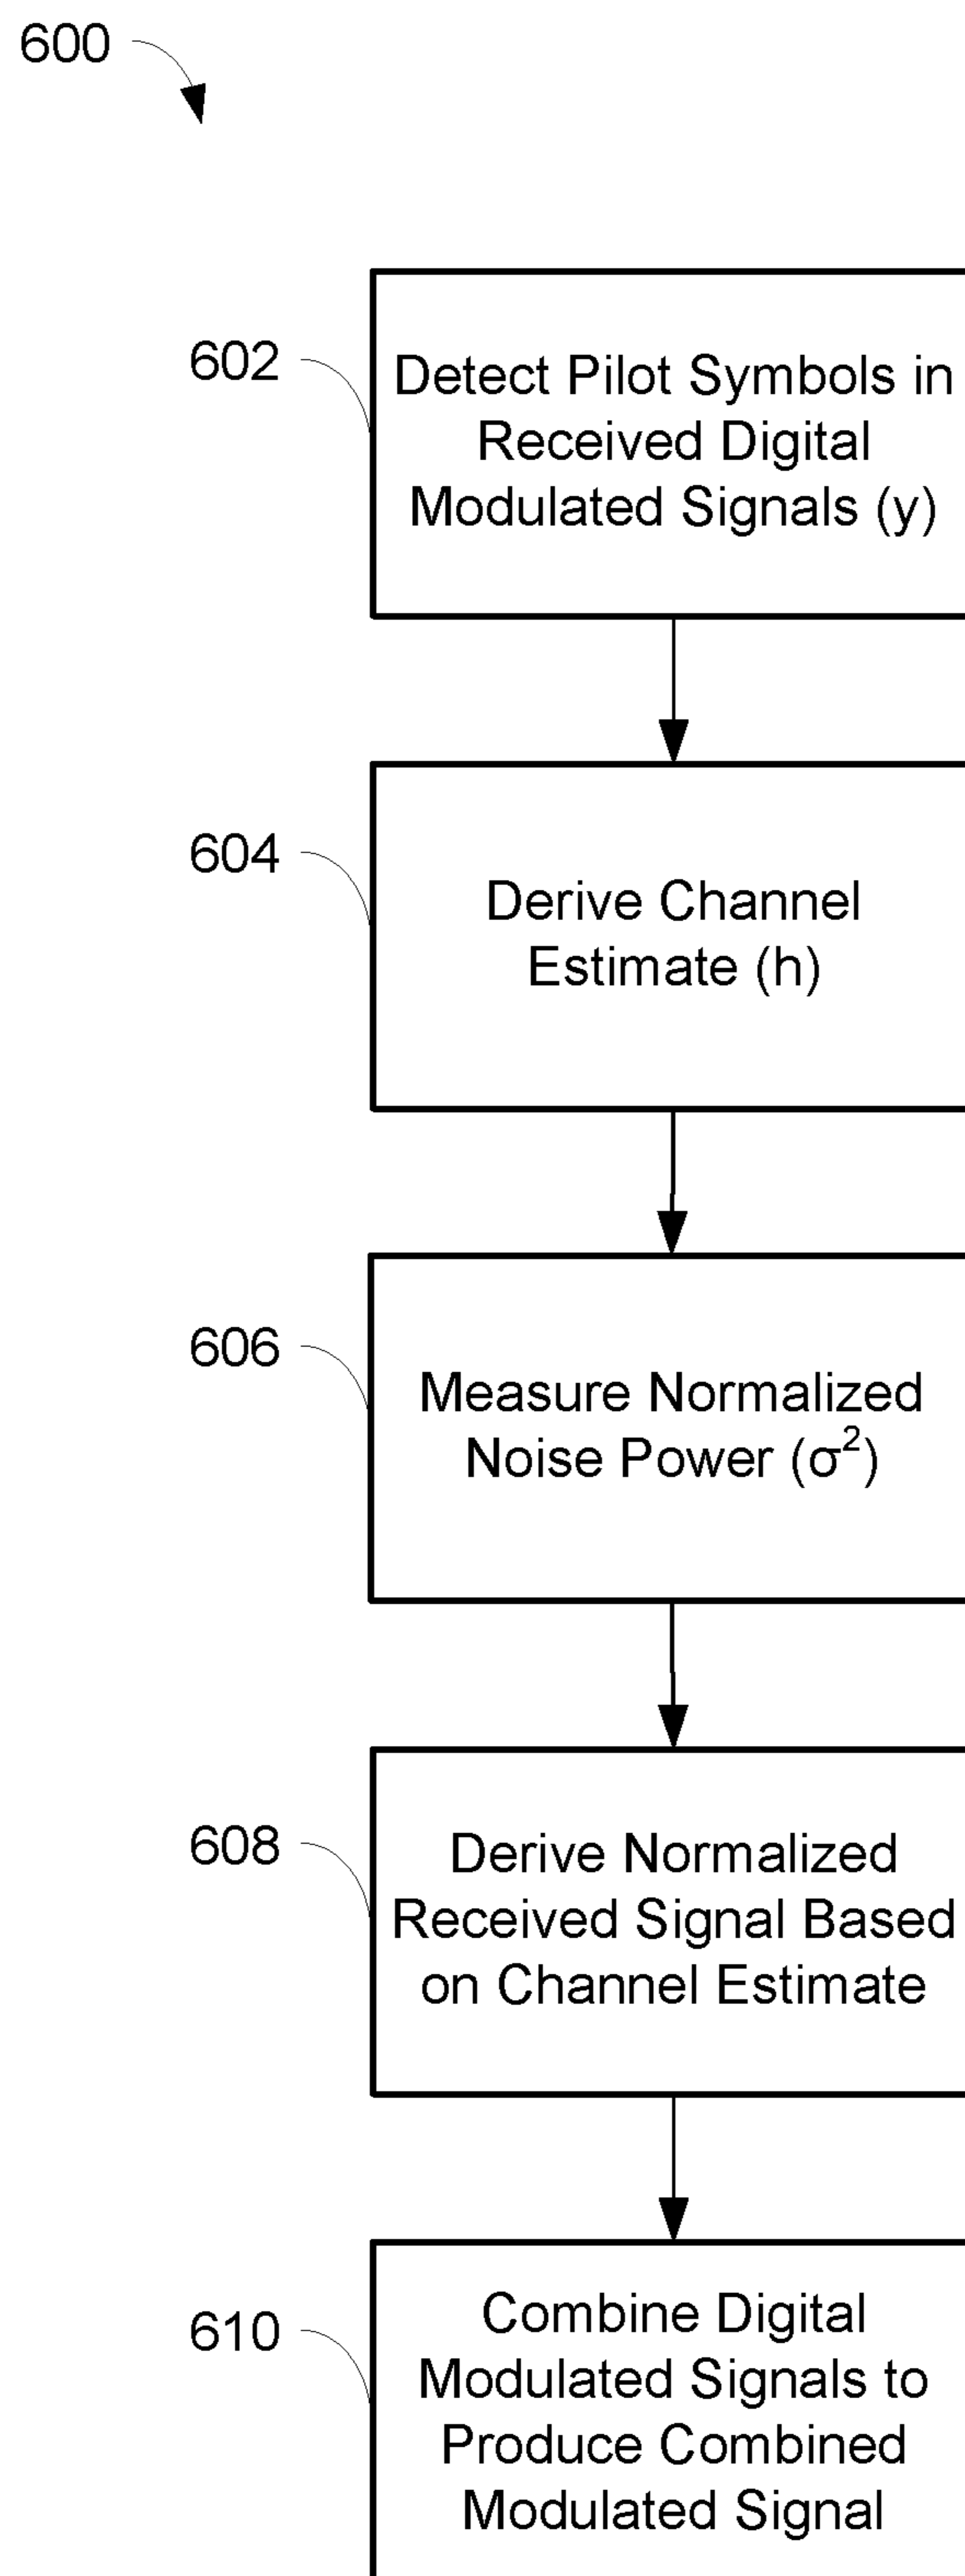 600
602
Detect Pilot Symbols in
Received Digital
Modulated Signals (y)
604
Derive Channel
Estimate (h)
606
Measure Normalized
Noise Power (σ²)
608
Derive Normalized
Received Signal Based
on Channel Estimate
610
Combine Digital
Modulated Signals to
Produce Combined
Modulated Signal